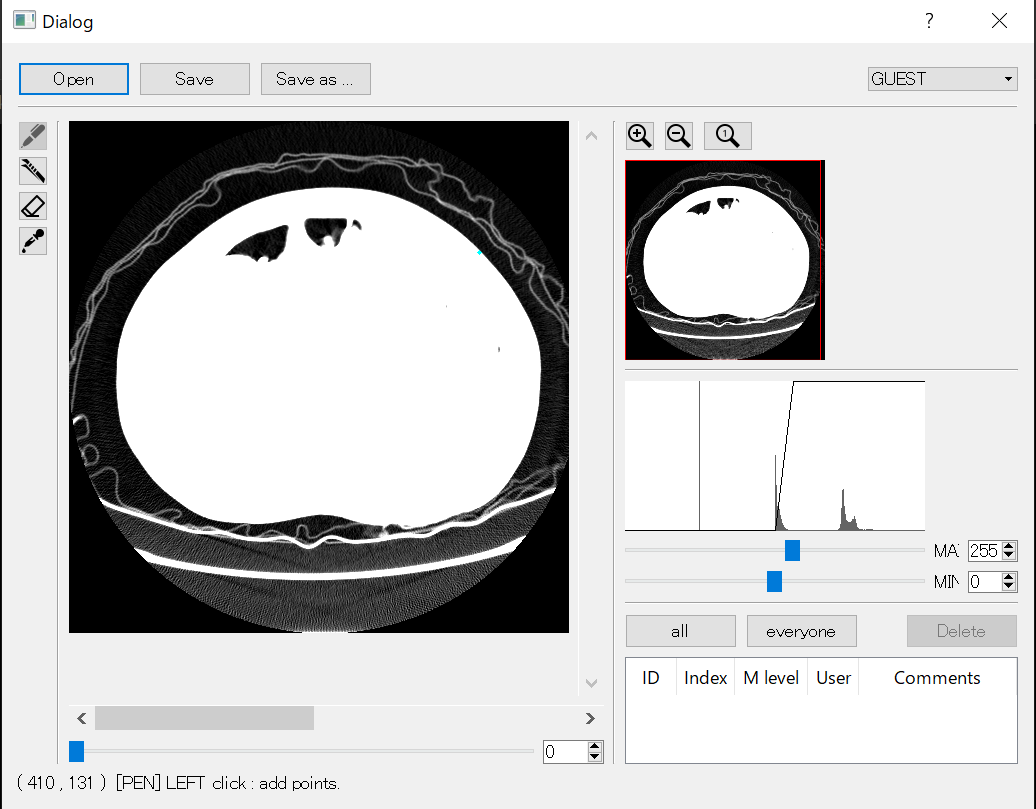 Dialog ?
Open Save Save as ... GUEST
1
MA 255
MIN 0
all everyone Delete
ID Index M level User Comments
0
( 410 , 131 ) [PEN] LEFT click : add points.